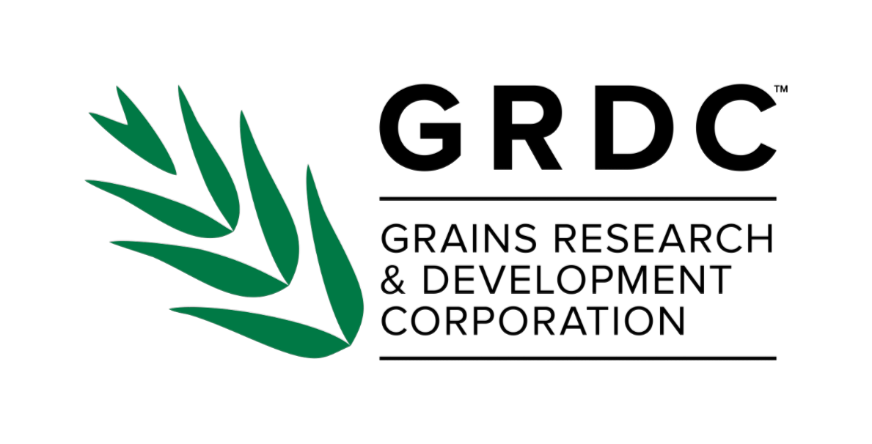 GRDC™
GRAINS RESEARCH
& DEVELOPMENT
CORPORATION